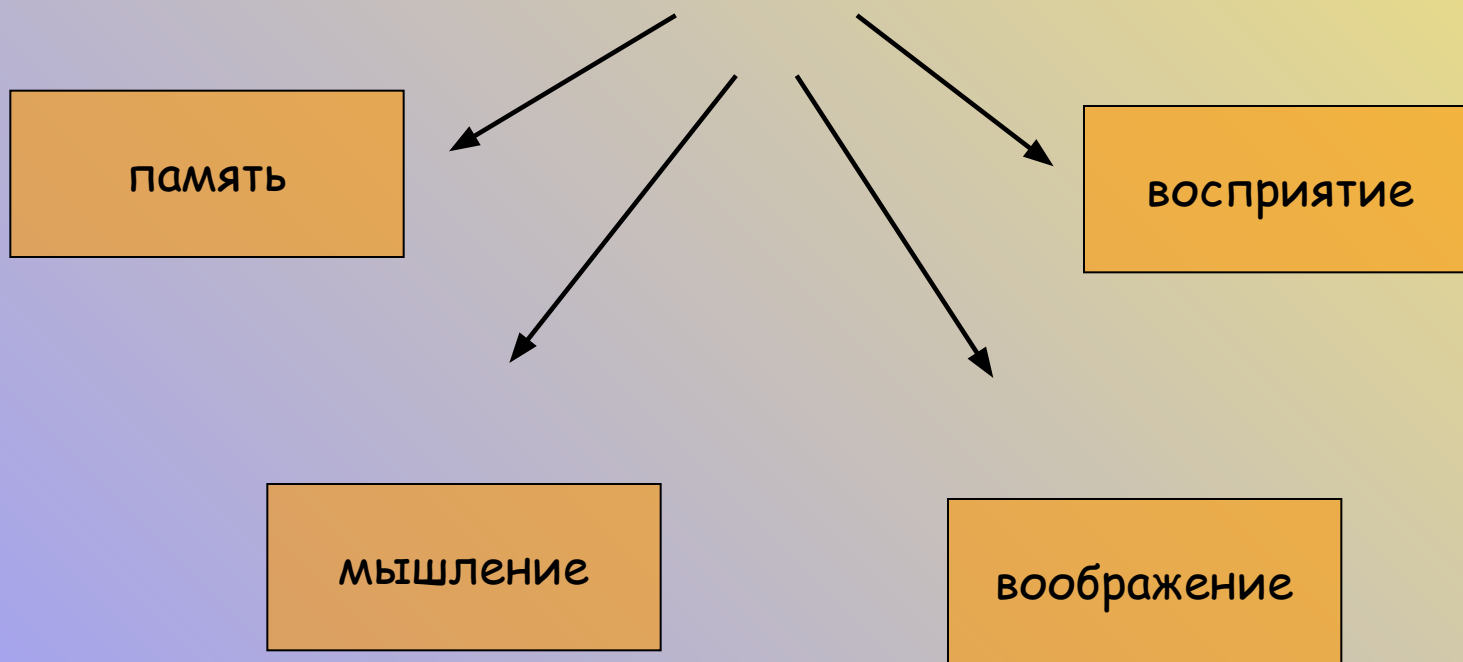 память
восприятие
мышление
воображение